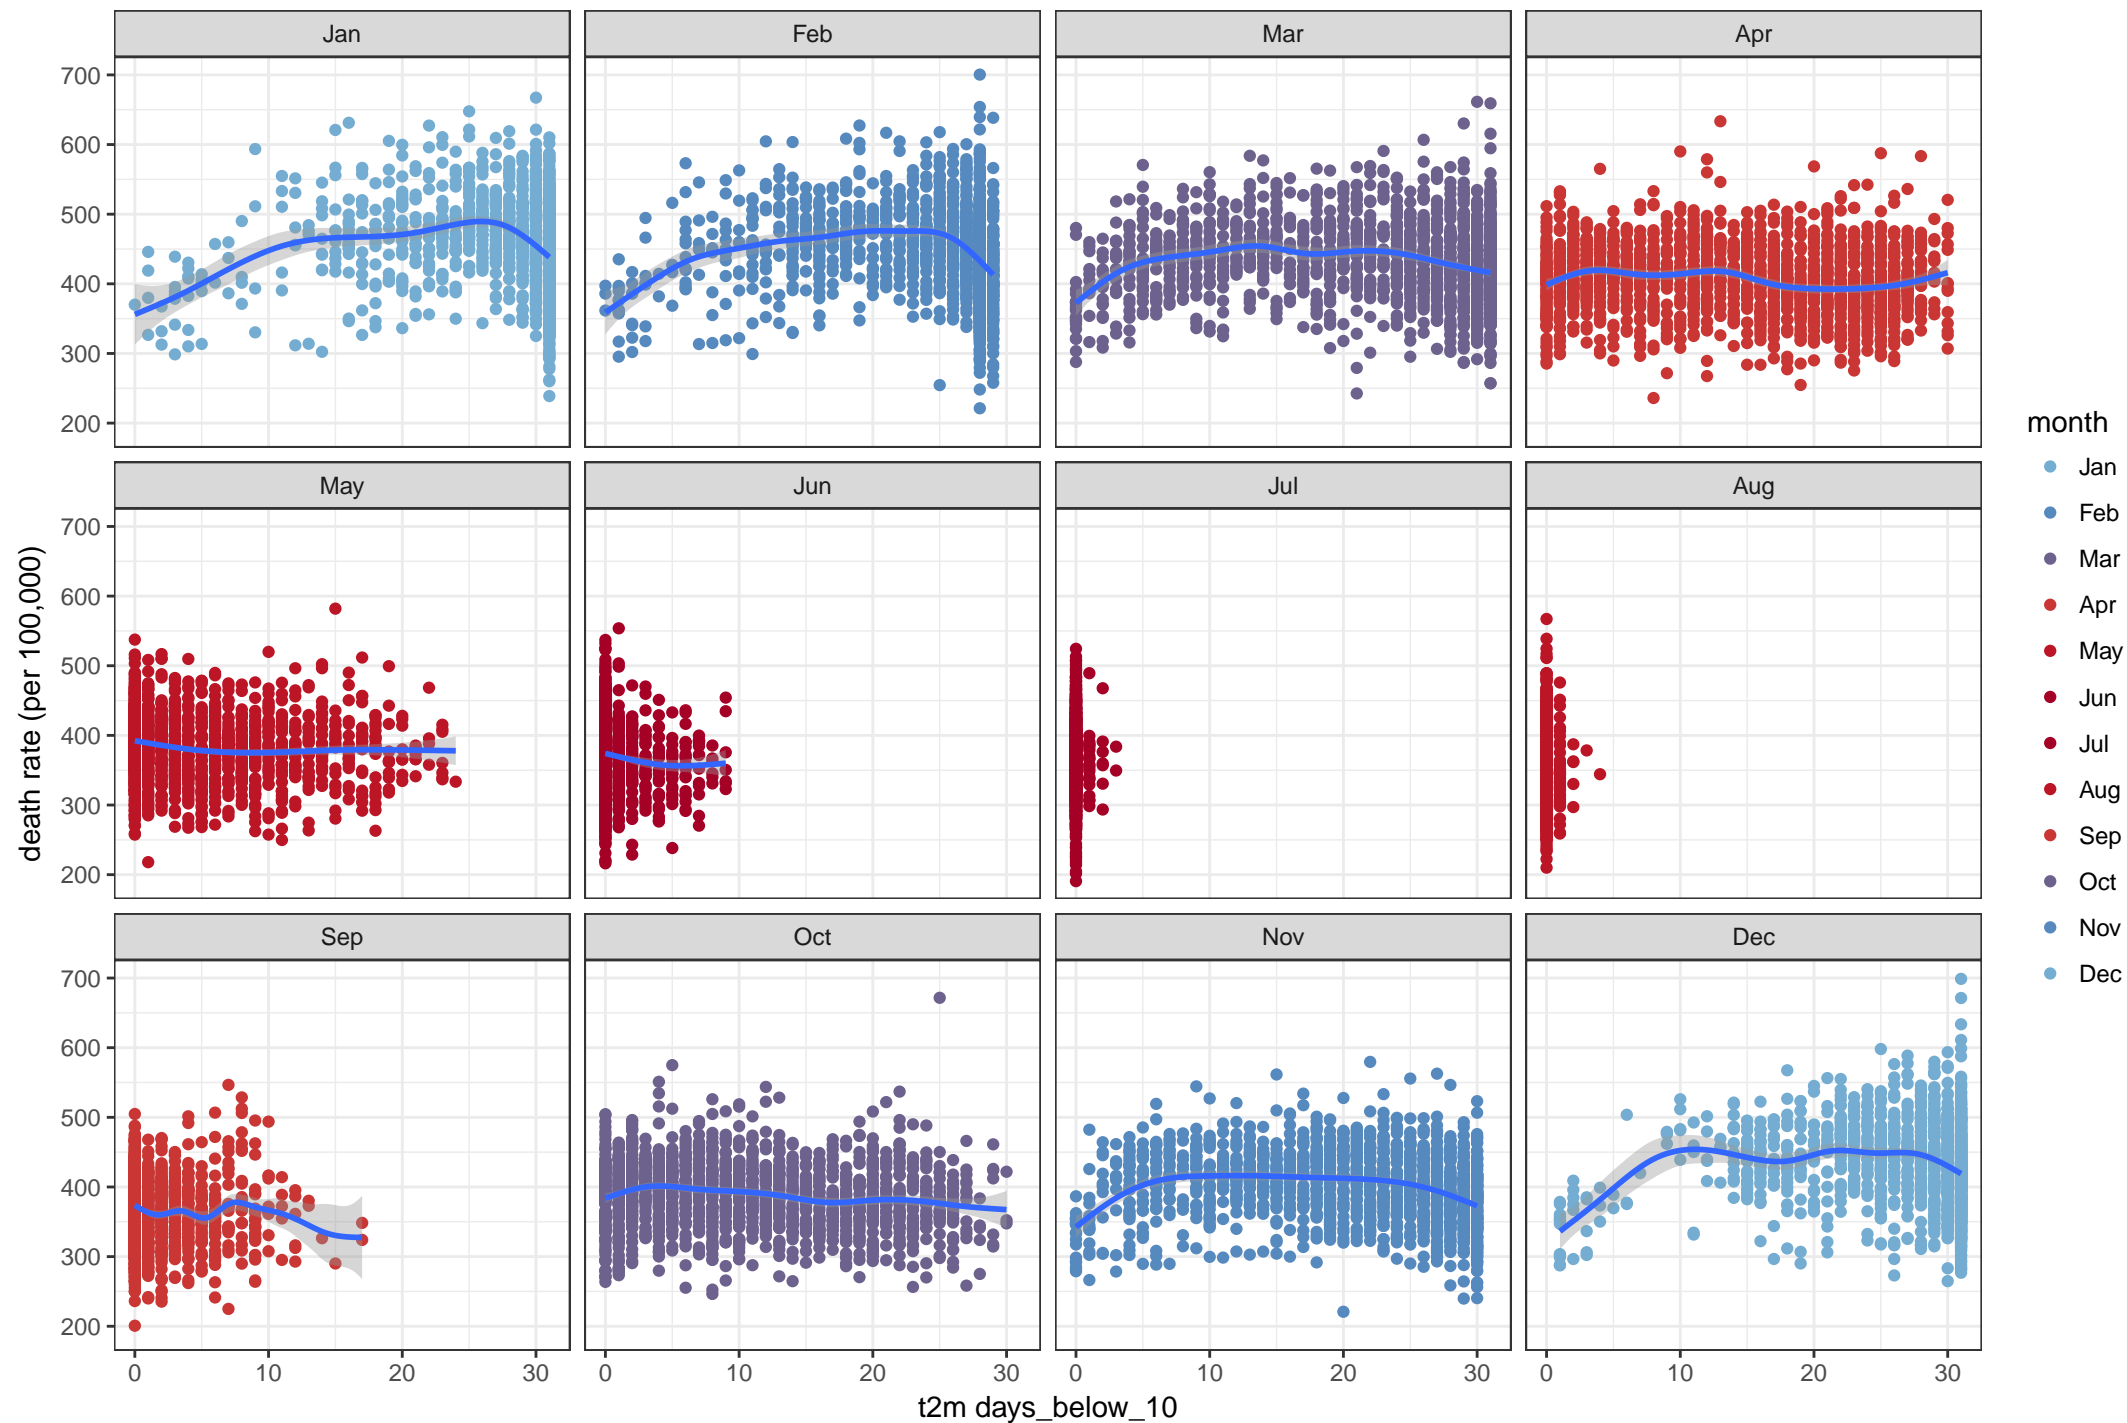 Jan Feb Mar Apr
700
600
500
400
300
200
May Jun Jul Aug
700
600
500
400
300
200
Sep Oct Nov Dec
700
600
500
400
300
200
0 10 20 30 0 10 20 30 0 10 20 30 0 10 20 30
t2m days_below_10
death rate (per 100,000)
month
Jan
Feb
Mar
Apr
May
Jun
Jul
Aug
Sep
Oct
Nov
Dec